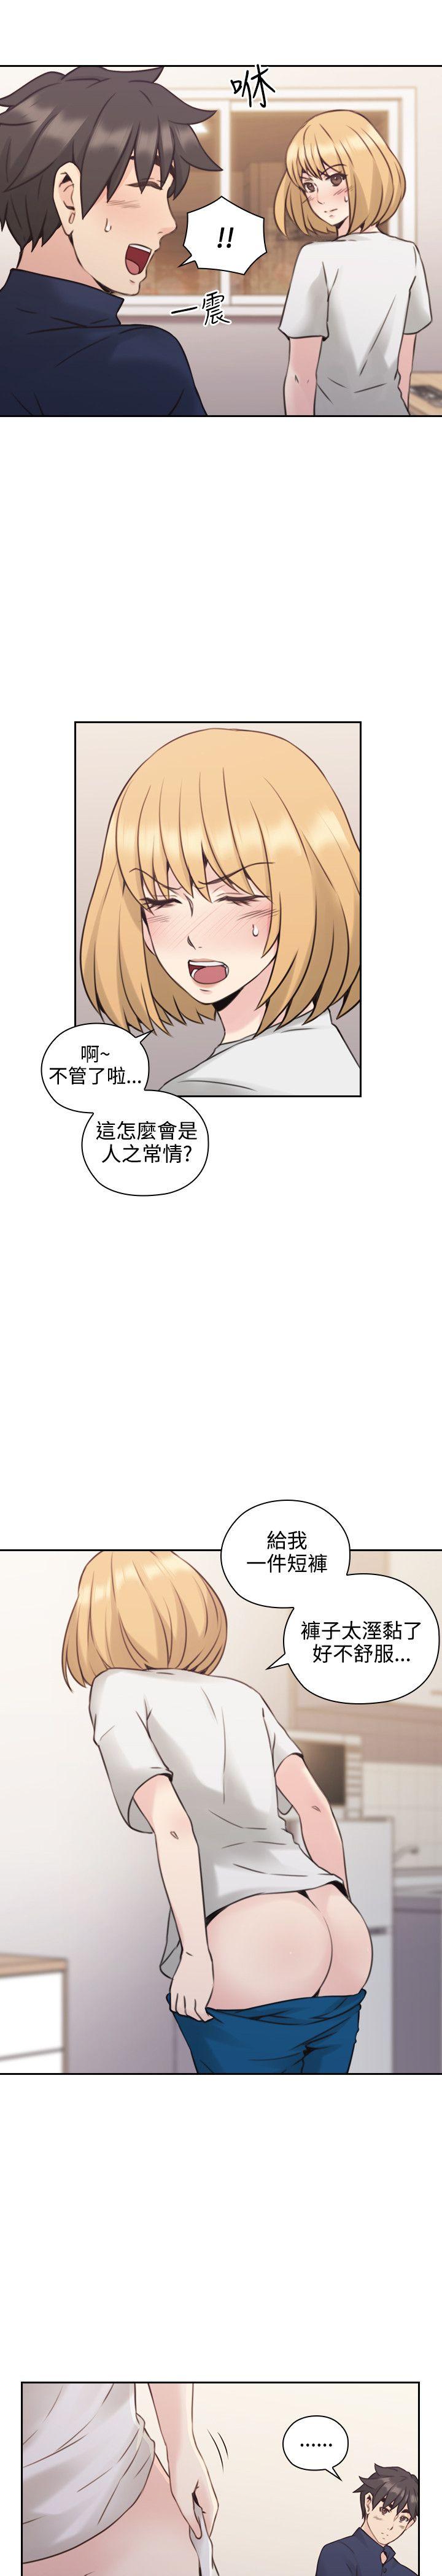 咻
!!
一震
啊~
不管了啦...
這怎麼會是
人之常情?
給我
一件短褲
褲子太溼黏了
好不舒服...
......